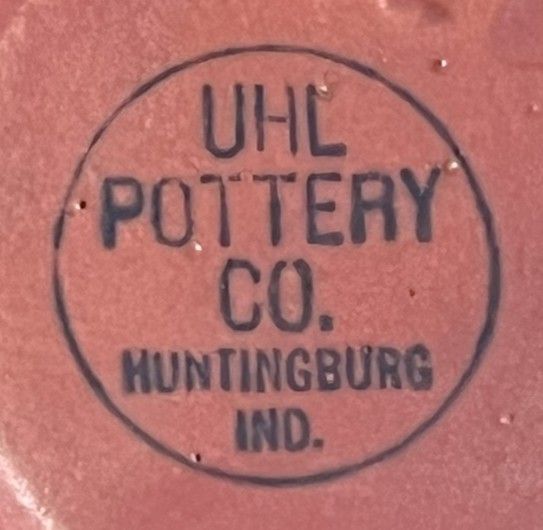 UHL
POTTERY
CO.
HUNTINGBURG
IND.